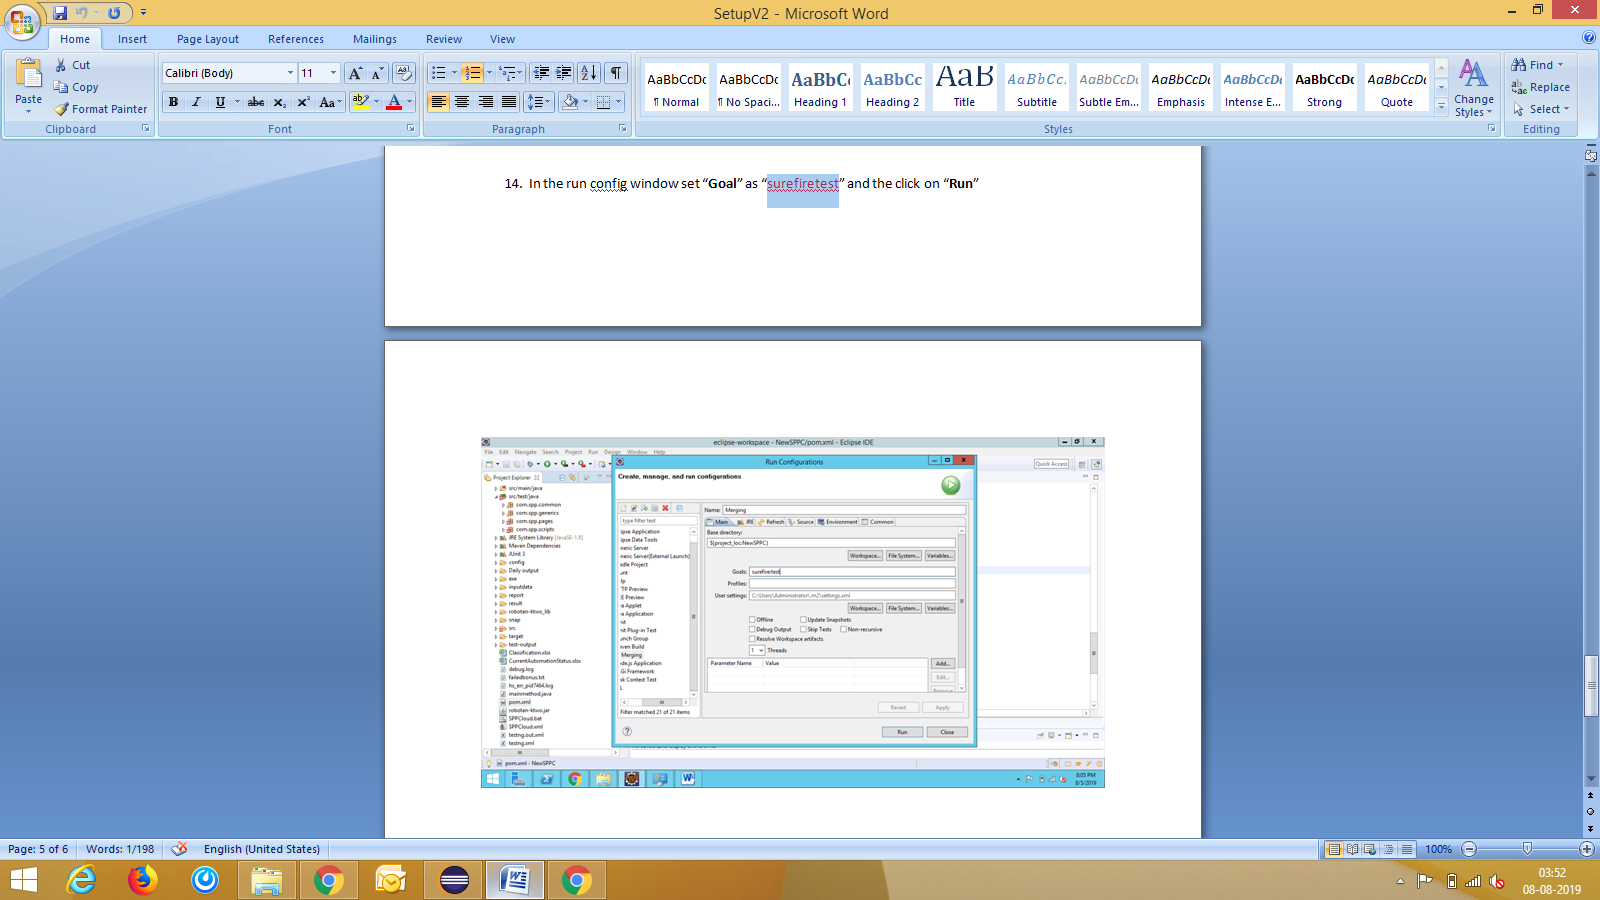 SetupV2 - Microsoft Word
Home Insert Page Layout References Mailings Review View
Paste
Cut
Copy
Format Painter
Clipboard
Calibri (Body) 11
Font
Paragraph
AaBbCcDc AaBbCcDc AaBbC AaBbCc AaB AaBbCc. AaBbCcDc AaBbCcDc AaBbCcDc AaBbCcDc AaBbCcDc
¶ Normal ¶ No Spaci... Heading 1 Heading 2 Title Subtitle Subtle Em... Emphasis Intense E... Strong Quote
Change Styles
Styles
Find
Replace
Select
Editing
14. In the run config window set “Goal” as “surefiretest” and the click on “Run”
eclipse-workspace - NewSPPC/pom.xml - Eclipse IDE
File Edit Navigate Search Project Run Design Window Help
Quick Access
Project Explorer
src/main/java
src/test/java
com.spp.common
com.spp.generics
com.spp.pages
com.spp.scripts
JRE System Library [JavaSE-1.8]
Maven Dependencies
JUnit 3
config
Daily output
exe
inputdata
report
result
robotan-ktwo_lib
snap
src
target
test-output
Classification.xlsx
CurrentAutomationStatus.xlsx
debug.log
failedbonus.txt
hs_err_pid7464.log
mainmethod.java
pom.xml
robotan-ktwo.jar
SPPCloud.bat
SPPCloud.xml
testng.out.xml
testng.xml
pom.xml - NewSPPC
Run Configurations
Create, manage, and run configurations
type filter text
ipse Application
ipse Data Tools
neric Server
neric Server(External Launch)
adle Project
unt
lp
TTP Preview
E Preview
a Applet
a Application
nit
nit Plug-in Test
unch Group
aven Build
Merging
de.js Application
Gi Framework
sk Context Test
L
Filter matched 21 of 21 items
Name: Merging
Main JRE Refresh Source Environment Common
Base directory:
${project_loc:NewSPPC}
Workspace... File System... Variables...
Goals: surefire:test
Profiles:
User settings: C:\Users\Administrator\.m2\settings.xml
Workspace... File System... Variables...
Offline Update Snapshots
Debug Output Skip Tests Non-recursive
Resolve Workspace artifacts
1 Threads
Parameter Name Value
Add...
Edit...
Remove
Revert Apply
Run Close
8:05 PM
8/5/2019
Page: 5 of 6 Words: 1/198 English (United States) 100%
03:52
08-08-2019